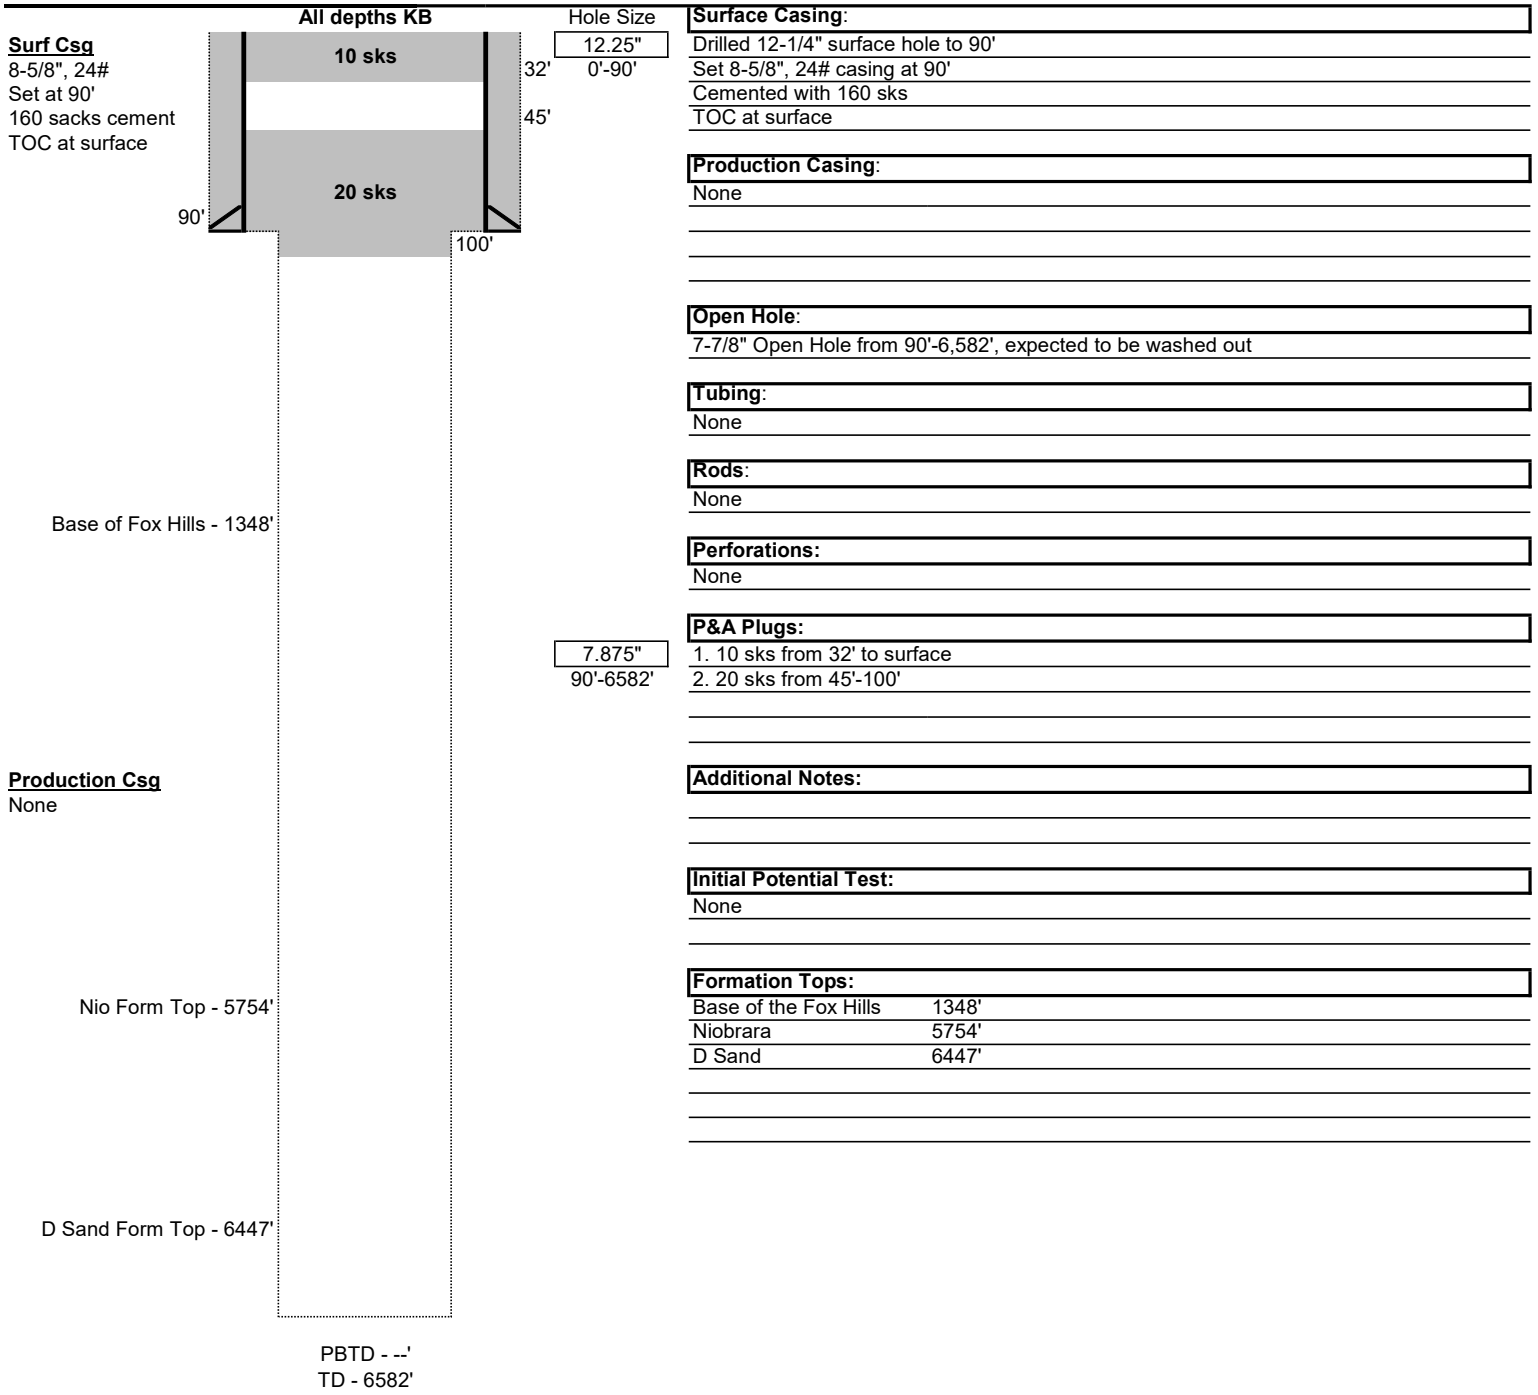 All depths KB
Hole Size
Surf Csg
8-5/8", 24#
Set at 90'
160 sacks cement
TOC at surface
10 sks
32'
45'
20 sks
90'
100'
12.25"
0'-90'
Base of Fox Hills - 1348'
7.875"
90'-6582'
Production Csg
None
Nio Form Top - 5754'
D Sand Form Top - 6447'
PBTD - --'
TD - 6582'
Surface Casing:
Drilled 12-1/4" surface hole to 90'
Set 8-5/8", 24# casing at 90'
Cemented with 160 sks
TOC at surface
Production Casing:
None
Open Hole:
7-7/8" Open Hole from 90'-6,582', expected to be washed out
Tubing:
None
Rods:
None
Perforations:
None
P&A Plugs:
1. 10 sks from 32' to surface
2. 20 sks from 45'-100'
Additional Notes:
Initial Potential Test:
None
Formation Tops:
Base of the Fox Hills 1348'
Niobrara 5754'
D Sand 6447'